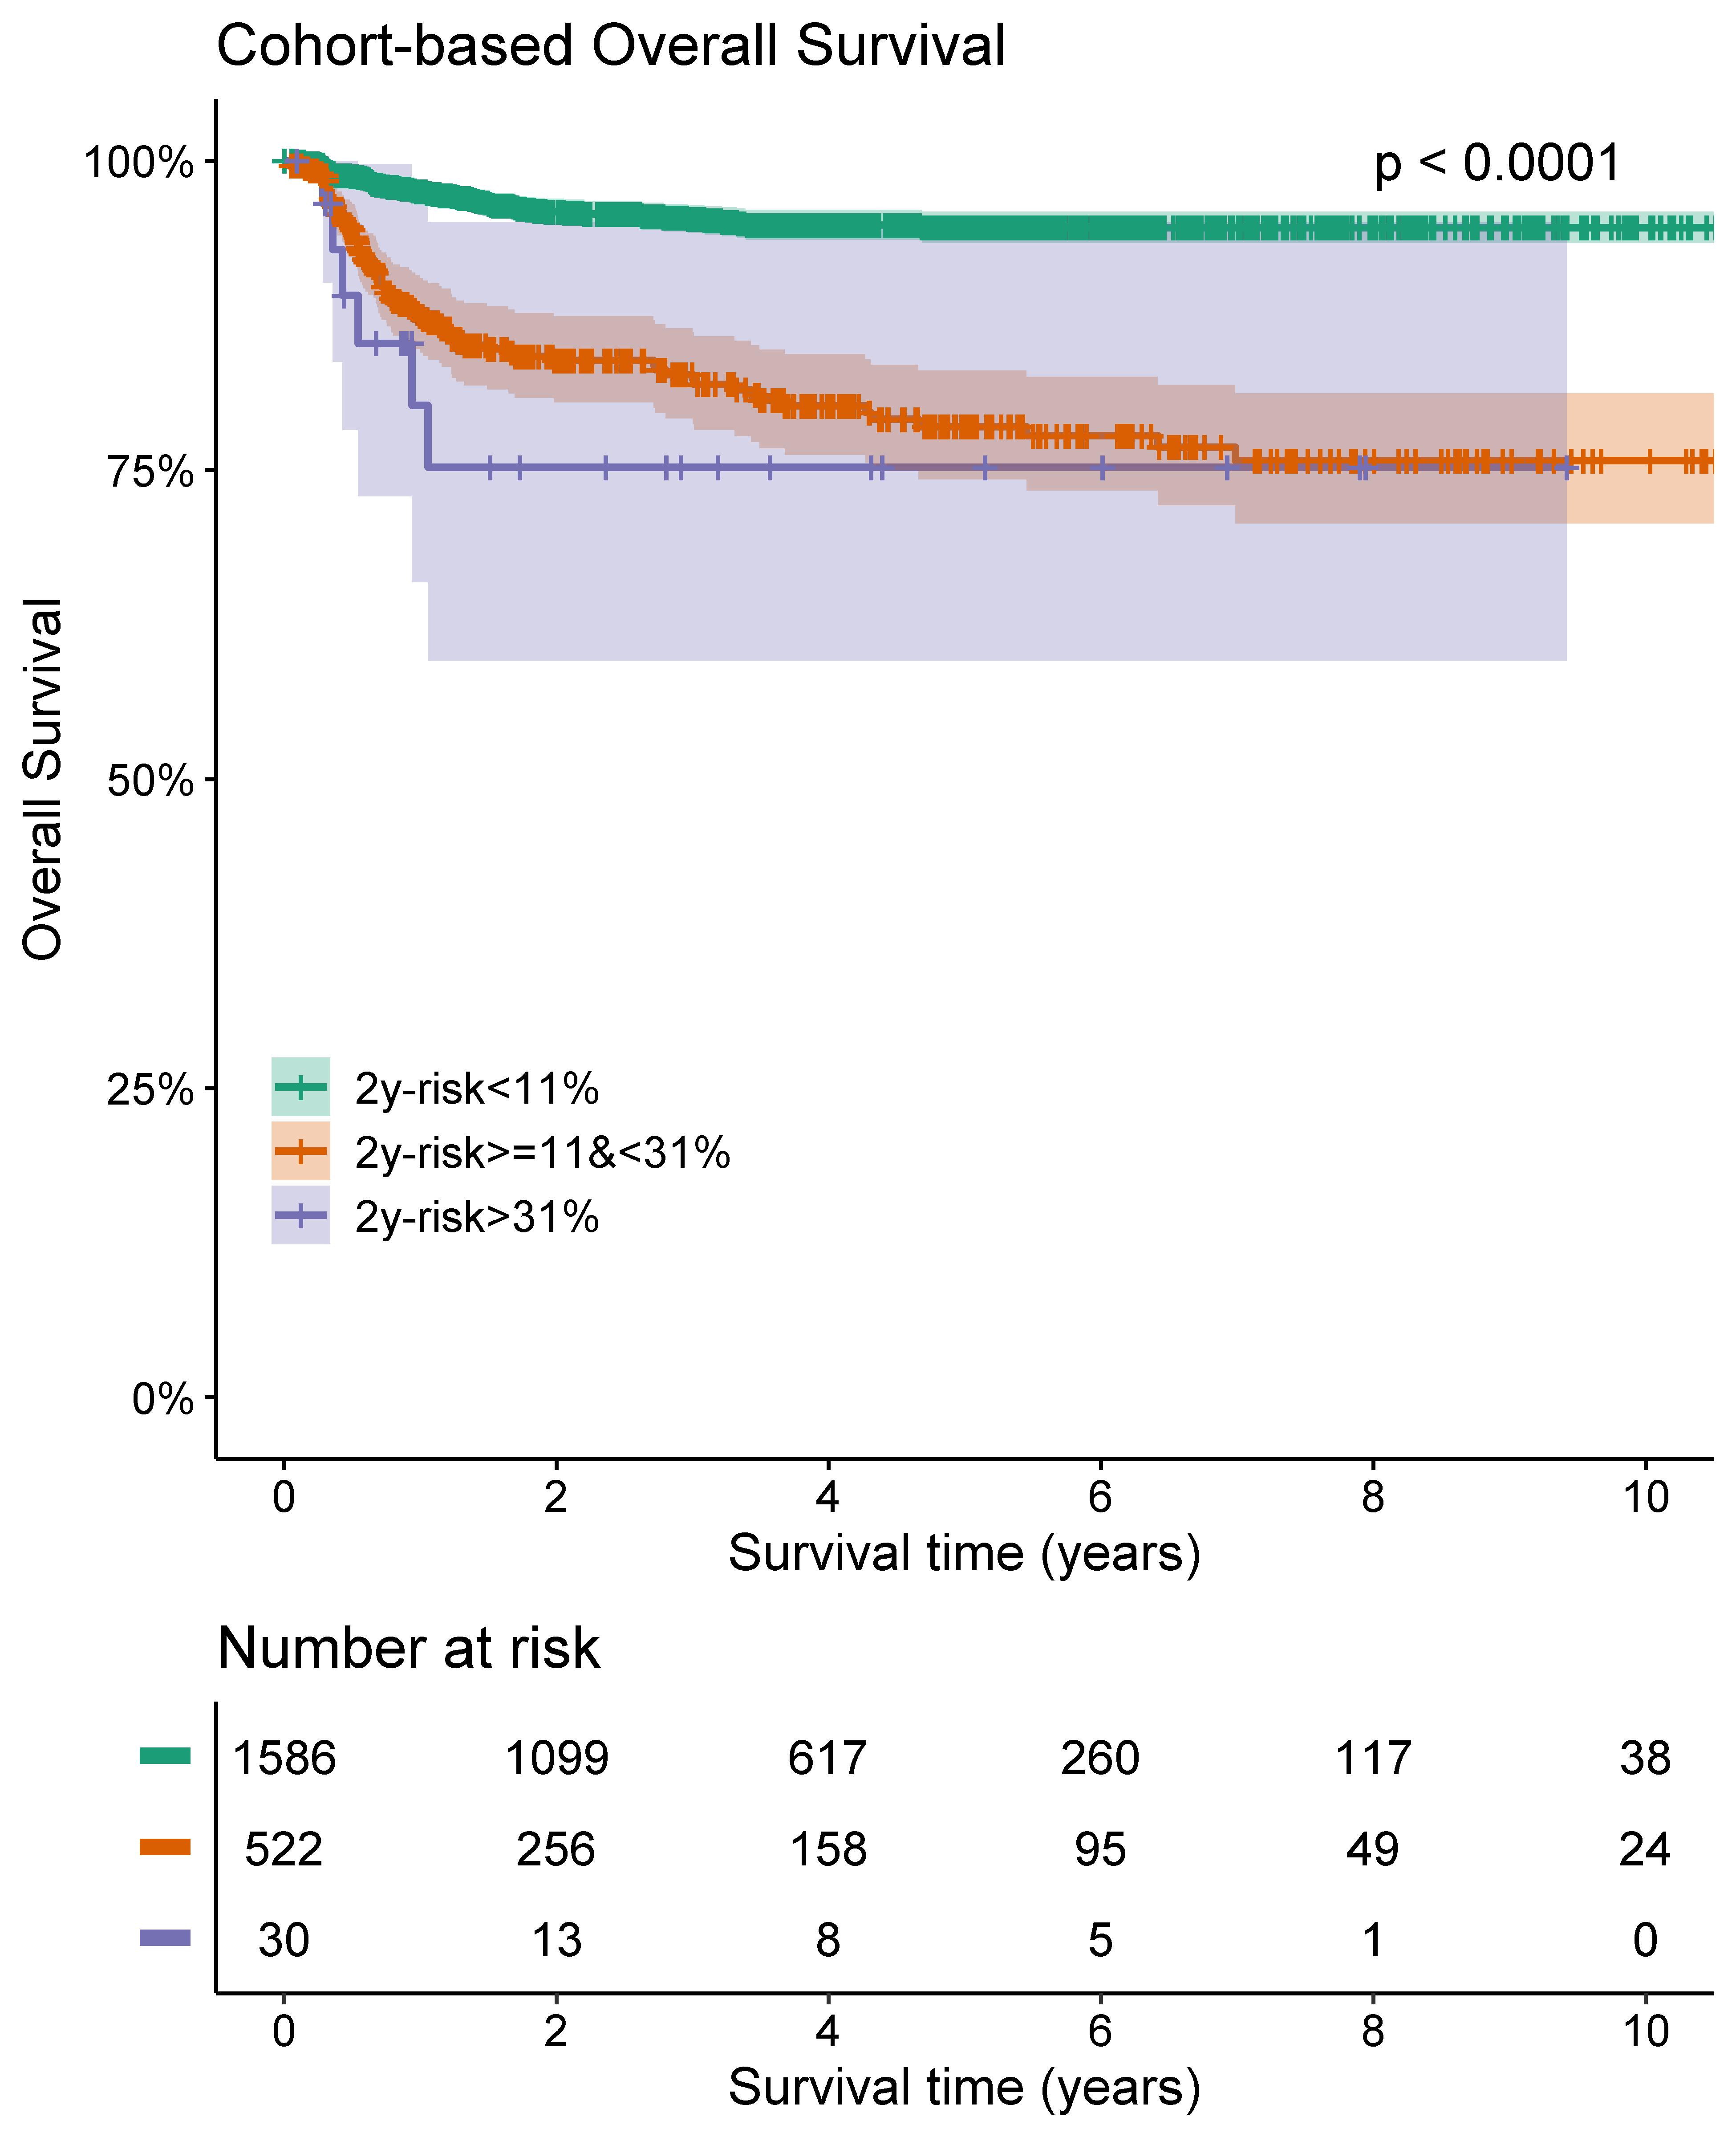 Cohort-based Overall Survival
p < 0.0001
100%
75%
50%
25%
0%
Overall Survival
2y-risk<11%
2y-risk>=11&<31%
2y-risk>31%
0 2 4 6 8 10
Survival time (years)
Number at risk
1586 1099 617 260 117 38
522 256 158 95 49 24
30 13 8 5 1 0
0 2 4 6 8 10
Survival time (years)